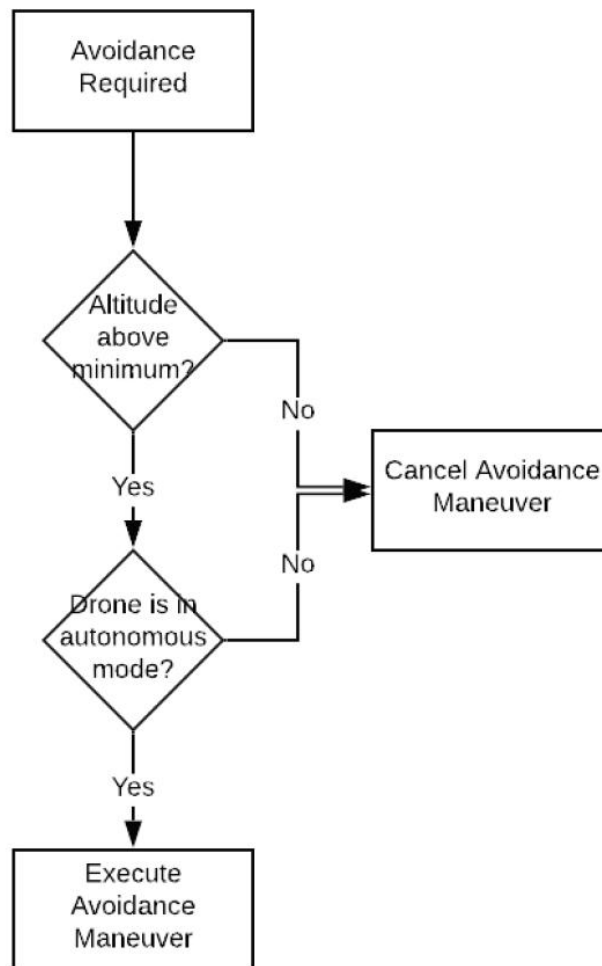 Avoidance
Required
Altitude
above
minimum?
No
Cancel Avoidance
Maneuver
Yes
No
Drone is in
autonomous
mode?
Yes
Execute
Avoidance
Maneuver